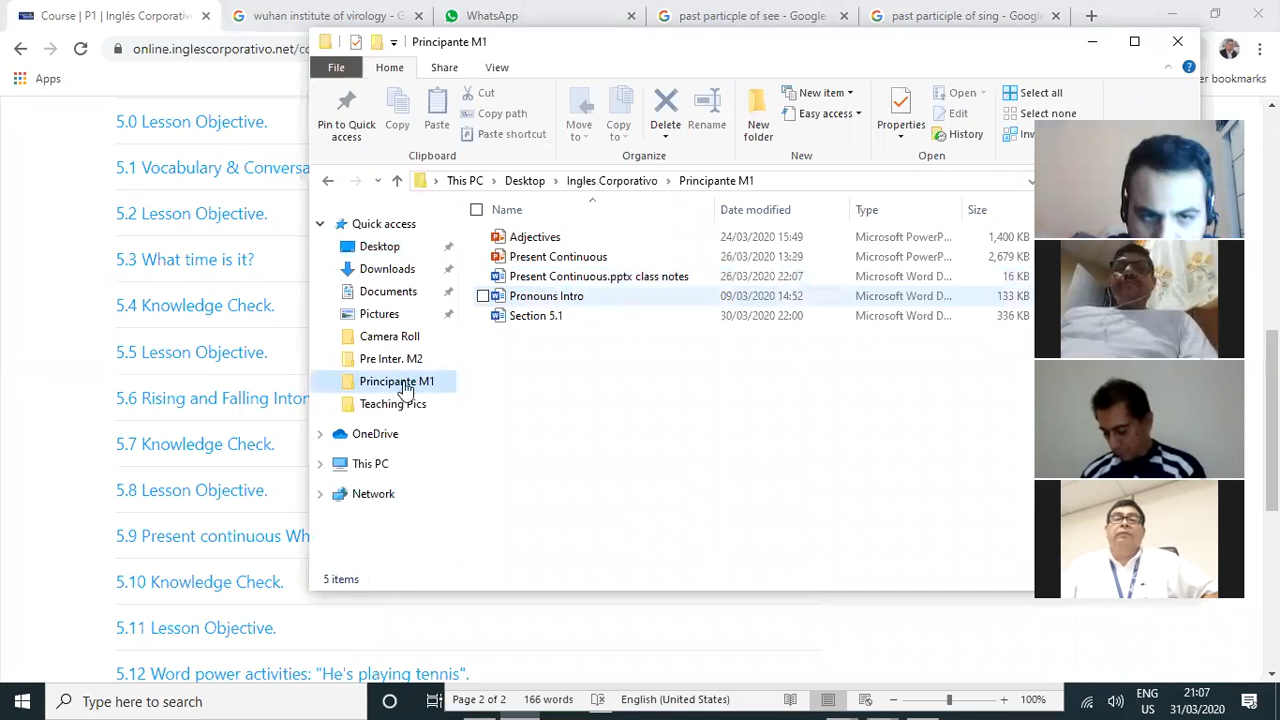 Course | P1 | Inglés Corporativo
wuhan institute of virology - G
WhatsApp
past particple of see - Google
past participle of sing - Google
online.inglescorporativo.net/co
Apps
er bookmarks
Principante M1
File
Home
Share
View
Pin to Quick access
Copy
Paste
Cut
Copy path
Paste shortcut
Clipboard
Move to
Copy to
Delete
Rename
Organize
New folder
New item
Easy access
New
Properties
Open
Edit
History
Open
Select all
Select none
Inv
This PC
Desktop
Ingles Corporativo
Principante M1
Name
Date modified
Type
Size
Adjectives 24/03/2020 15:49 Microsoft PowerP... 1,400 KB
Present Continuous 26/03/2020 13:29 Microsoft PowerP... 2,679 KB
Present Continuous.pptx class notes 26/03/2020 22:07 Microsoft Word D... 16 KB
Pronouns Intro 09/03/2020 14:52 Microsoft Word D... 133 KB
Section 5.1 30/03/2020 22:00 Microsoft Word D... 336 KB
Quick access
Desktop
Downloads
Documents
Pictures
Camera Roll
Pre Inter. M2
Principante M1
Teaching Pics
OneDrive
This PC
Network
5 items
5.0 Lesson Objective.
5.1 Vocabulary & Conversa
5.2 Lesson Objective.
5.3 What time is it?
5.4 Knowledge Check.
5.5 Lesson Objective.
5.6 Rising and Falling Inton
5.7 Knowledge Check.
5.8 Lesson Objective.
5.9 Present continuous Wh
5.10 Knowledge Check.
5.11 Lesson Objective.
5.12 Word power activities: "He's playing tennis".
Type here to search
Page 2 of 2
166 words
English (United States)
100%
ENG
US
21:07
31/03/2020